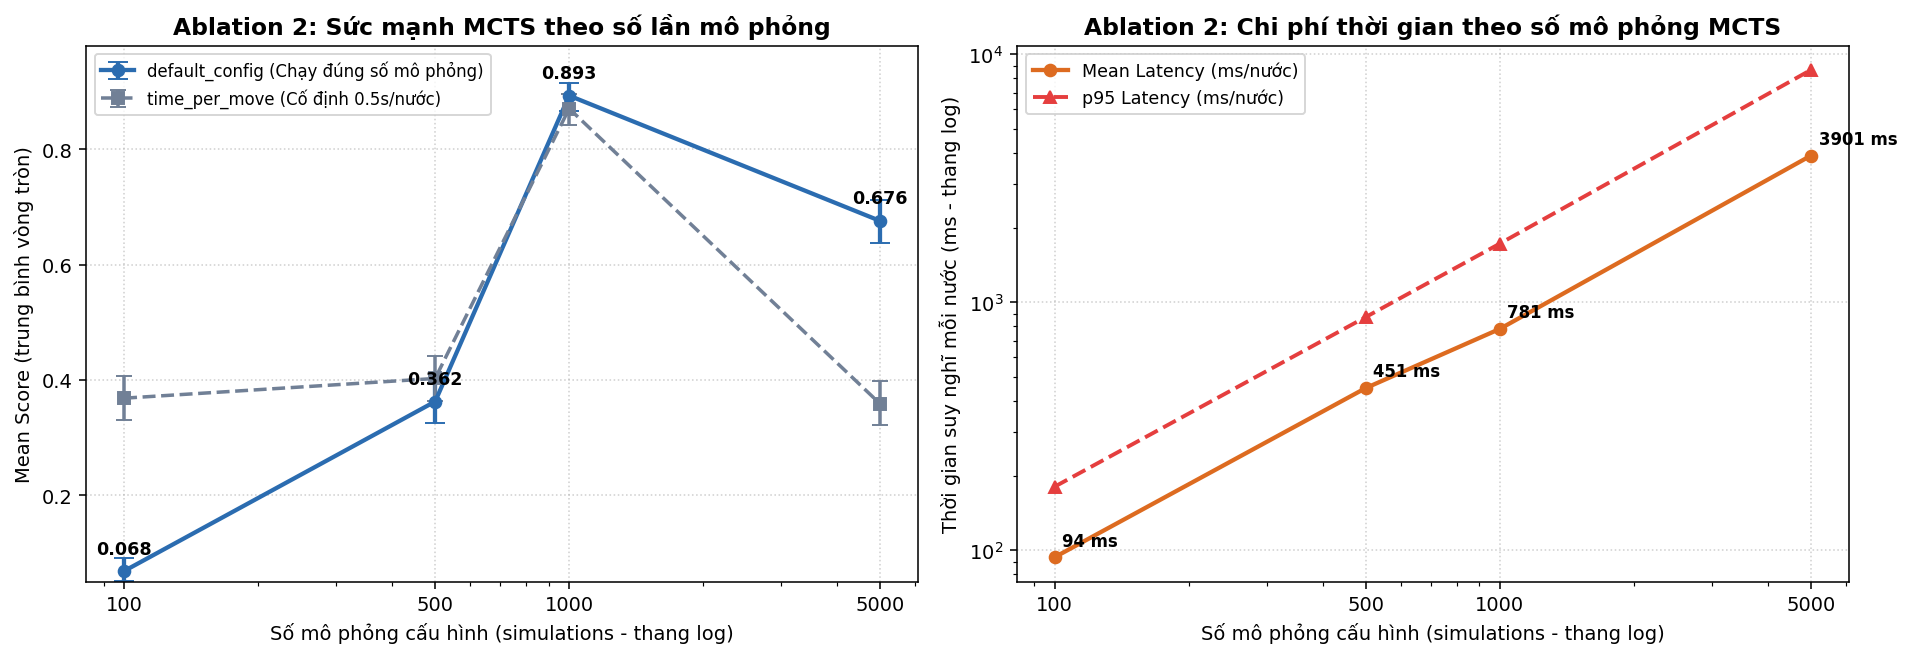 Ablation 2: Sức mạnh MCTS theo số lần mô phỏng
default_config (Chạy đúng số mô phỏng)
time_per_move (Cố định 0.5s/nước)
Mean Score (trung bình vòng tròn)
0.8
0.6
0.4
0.2
0.068
0.362
0.893
0.676
100
500
1000
5000
Số mô phỏng cấu hình (simulations - thang log)
Ablation 2: Chi phí thời gian theo số mô phỏng MCTS
Mean Latency (ms/nước)
p95 Latency (ms/nước)
Thời gian suy nghĩ mỗi nước (ms - thang log)
10⁴
10³
10²
94 ms
451 ms
781 ms
3901 ms
100
500
1000
5000
Số mô phỏng cấu hình (simulations - thang log)